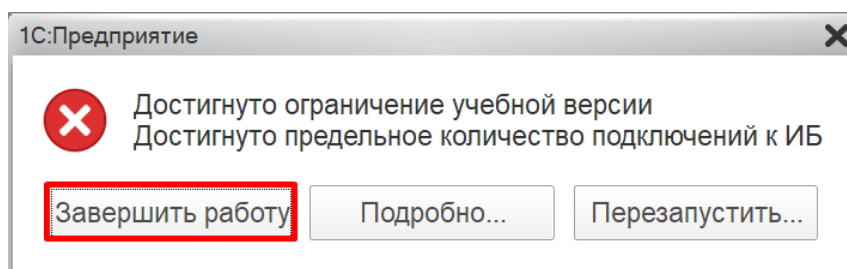 1С:Предприятие
Достигнуто ограничение учебной версии
Достигнуто предельное количество подключений к ИБ
Завершить работу
Подробно...
Перезапустить...